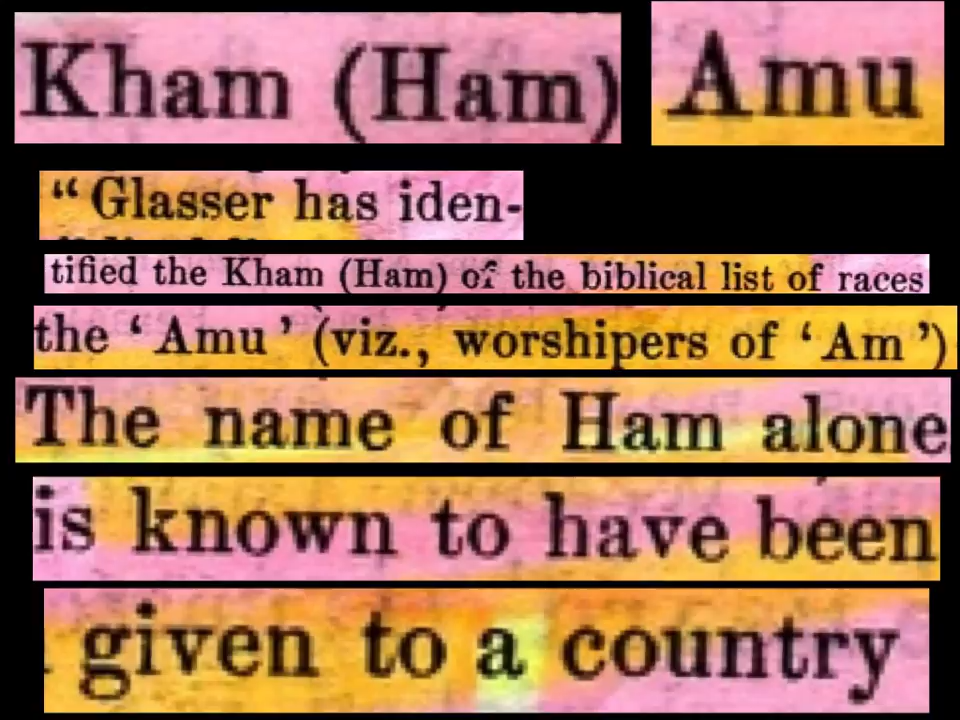 Kham (Ham) Amu
“Glasser has iden-
tified the Kham (Ham) of the biblical list of races
the ‘Amu’ (viz., worshipers of ‘Am’)
The name of Ham alone
is known to have been
given to a country